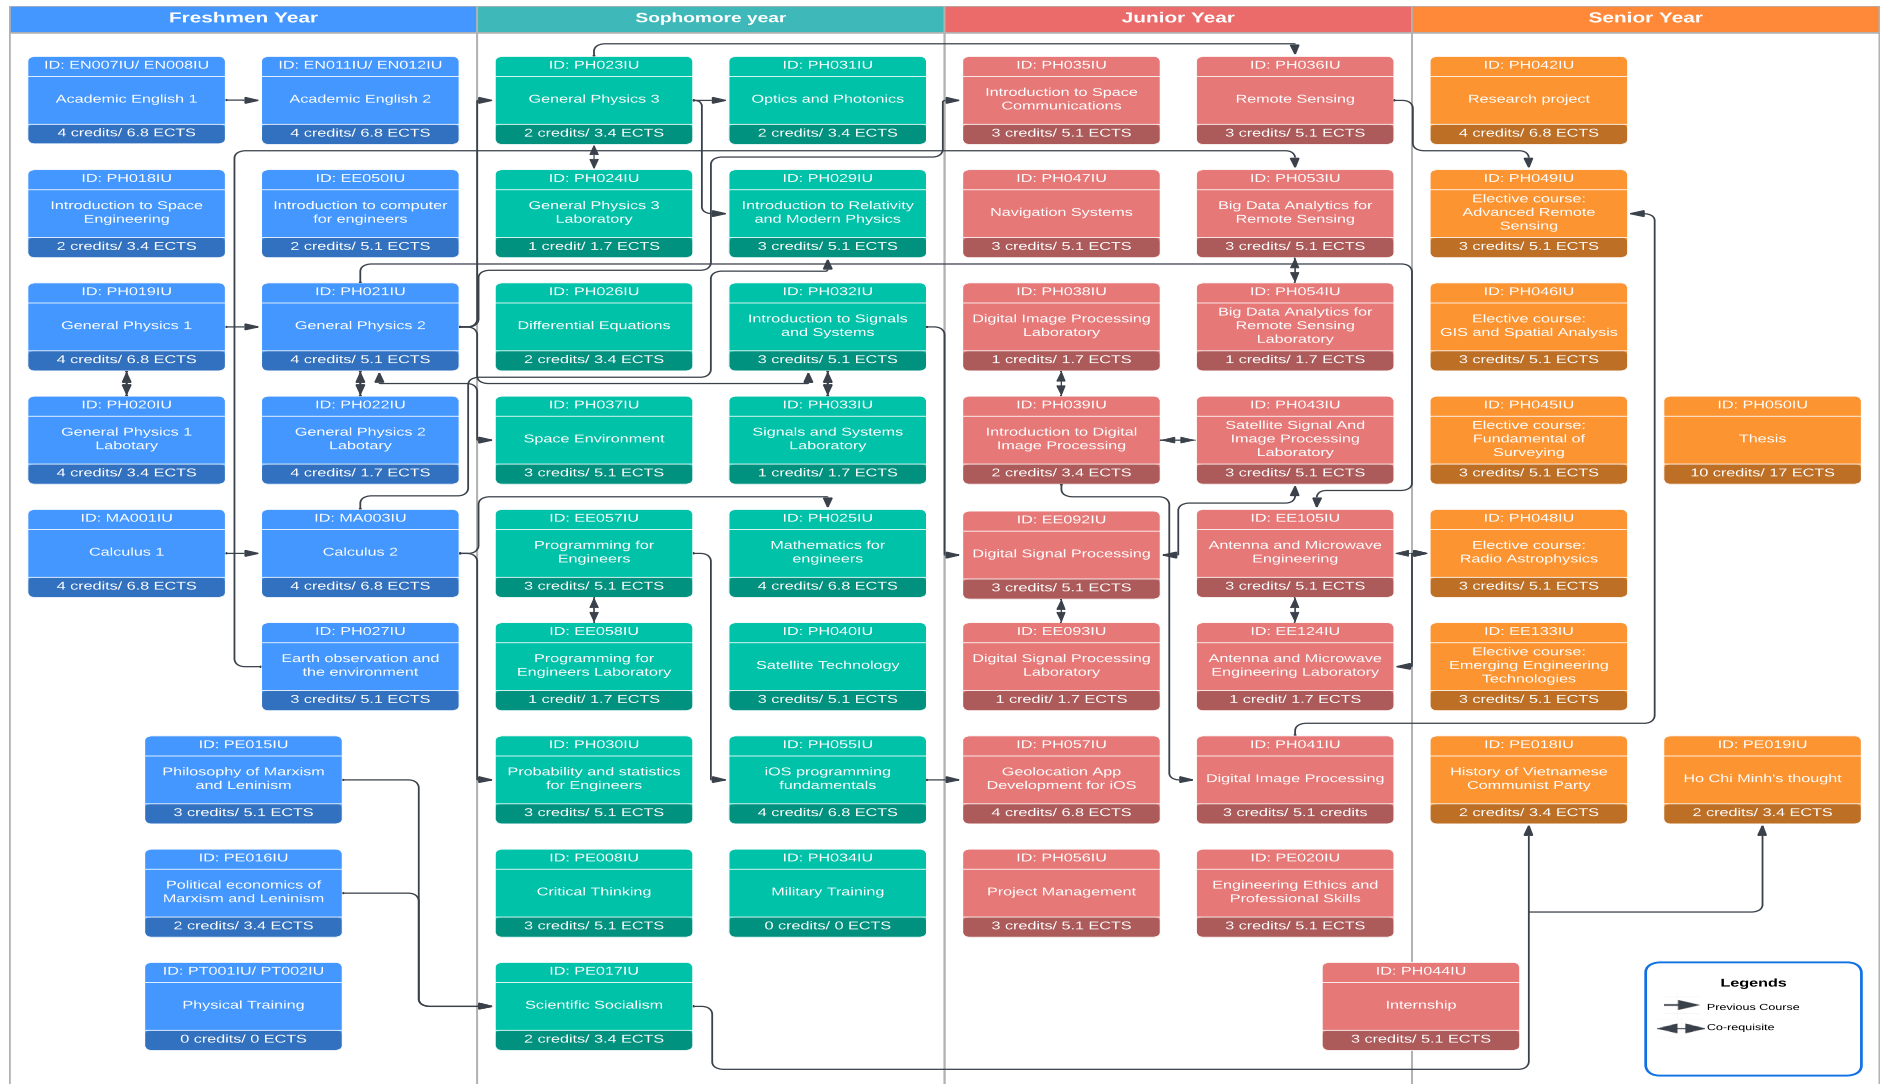 Freshmen Year
Sophomore year
Junior Year
Senior Year
ID: EN007IU/ EN008IU
Academic English 1
4 credits/ 6.8 ECTS
ID: EN011IU/ EN012IU
Academic English 2
4 credits/ 6.8 ECTS
ID: PH023IU
General Physics 3
2 credits/ 3.4 ECTS
ID: PH031IU
Optics and Photonics
2 credits/ 3.4 ECTS
ID: PH035IU
Introduction to Space
Communications
3 credits/ 5.1 ECTS
ID: PH036IU
Remote Sensing
3 credits/ 5.1 ECTS
ID: PH042IU
Research project
4 credits/ 6.8 ECTS
ID: PH018IU
Introduction to Space
Engineering
2 credits/ 3.4 ECTS
ID: EE050IU
Introduction to computer
for engineers
2 credits/ 5.1 ECTS
ID: PH024IU
General Physics 3
Laboratory
1 credit/ 1.7 ECTS
ID: PH029IU
Introduction to Relativity
and Modern Physics
3 credits/ 5.1 ECTS
ID: PH047IU
Navigation Systems
3 credits/ 5.1 ECTS
ID: PH053IU
Big Data Analytics for
Remote Sensing
3 credits/ 5.1 ECTS
ID: PH049IU
Elective course:
Advanced Remote
Sensing
3 credits/ 5.1 ECTS
ID: PH019IU
General Physics 1
4 credits/ 6.8 ECTS
ID: PH021IU
General Physics 2
4 credits/ 5.1 ECTS
ID: PH026IU
Differential Equations
2 credits/ 3.4 ECTS
ID: PH032IU
Introduction to Signals
and Systems
3 credits/ 5.1 ECTS
ID: PH038IU
Digital Image Processing
Laboratory
1 credit/ 1.7 ECTS
ID: PH054IU
Big Data Analytics for
Remote Sensing
Laboratory
1 credits/ 1.7 ECTS
ID: PH046IU
Elective course:
GIS and Spatial Analysis
3 credits/ 5.1 ECTS
ID: PH020IU
General Physics 1
Labotary
4 credits/ 3.4 ECTS
ID: PH022IU
General Physics 2
Labotary
4 credits/ 1.7 ECTS
ID: PH037IU
Space Environment
3 credits/ 5.1 ECTS
ID: PH033IU
Signals and Systems
Laboratory
1 credits/ 1.7 ECTS
ID: PH039IU
Introduction to Digital
Image Processing
2 credits/ 3.4 ECTS
ID: PH043IU
Satellite Signal And
Image Processing
Laboratory
3 credits/ 5.1 ECTS
ID: PH045IU
Elective course:
Fundamental of
Surveying
3 credits/ 5.1 ECTS
ID: PH050IU
Thesis
10 credits/ 17 ECTS
ID: MA001IU
Calculus 1
4 credits/ 6.8 ECTS
ID: MA003IU
Calculus 2
4 credits/ 6.8 ECTS
ID: EE057IU
Programming for
Engineers
3 credits/ 5.1 ECTS
ID: PH025IU
Mathematics for
engineers
4 credits/ 6.8 ECTS
ID: EE092IU
Digital Signal Processing
3 credits/ 5.1 ECTS
ID: EE105IU
Antenna and Microwave
Engineering
3 credits/ 5.1 ECTS
ID: PH048IU
Elective course:
Radio Astrophysics
3 credits/ 5.1 ECTS
ID: PH027IU
Earth observation and
the environment
3 credits/ 5.1 ECTS
ID: EE058IU
Programming for
Engineers Laboratory
1 credit/ 1.7 ECTS
ID: PH040IU
Satellite Technology
3 credits/ 5.1 ECTS
ID: EE093IU
Digital Signal Processing
Laboratory
1 credit/ 1.7 ECTS
ID: EE124IU
Antenna and Microwave
Engineering Laboratory
1 credit/ 1.7 ECTS
ID: EE133IU
Elective course:
Emerging Engineering
Technologies
3 credits/ 5.1 ECTS
ID: PE015IU
Philosophy of Marxism
and Leninism
3 credits/ 5.1 ECTS
ID: PH030IU
Probability and statistics
for Engineers
3 credits/ 5.1 ECTS
ID: PH055IU
iOS programming
fundamentals
4 credits/ 6.8 ECTS
ID: PH057IU
Geolocation App
Development for iOS
4 credits/ 6.8 ECTS
ID: PH041IU
Digital Image Processing
3 credits/ 5.1 credits
ID: PE018IU
History of Vietnamese
Communist Party
2 credits/ 3.4 ECTS
ID: PE019IU
Ho Chi Minh's thought
2 credits/ 3.4 ECTS
ID: PE016IU
Political economics of
Marxism and Leninism
2 credits/ 3.4 ECTS
ID: PE008IU
Critical Thinking
3 credits/ 5.1 ECTS
ID: PH034IU
Military Training
0 credits/ 0 ECTS
ID: PH056IU
Project Management
3 credits/ 5.1 ECTS
ID: PE020IU
Engineering Ethics and
Professional Skills
3 credits/ 5.1 ECTS
ID: PT001IU/ PT002IU
Physical Training
0 credits/ 0 ECTS
ID: PE017IU
Scientific Socialism
2 credits/ 3.4 ECTS
ID: PH044IU
Internship
3 credits/ 5.1 ECTS
Legends
Previous Course
Co-requisite